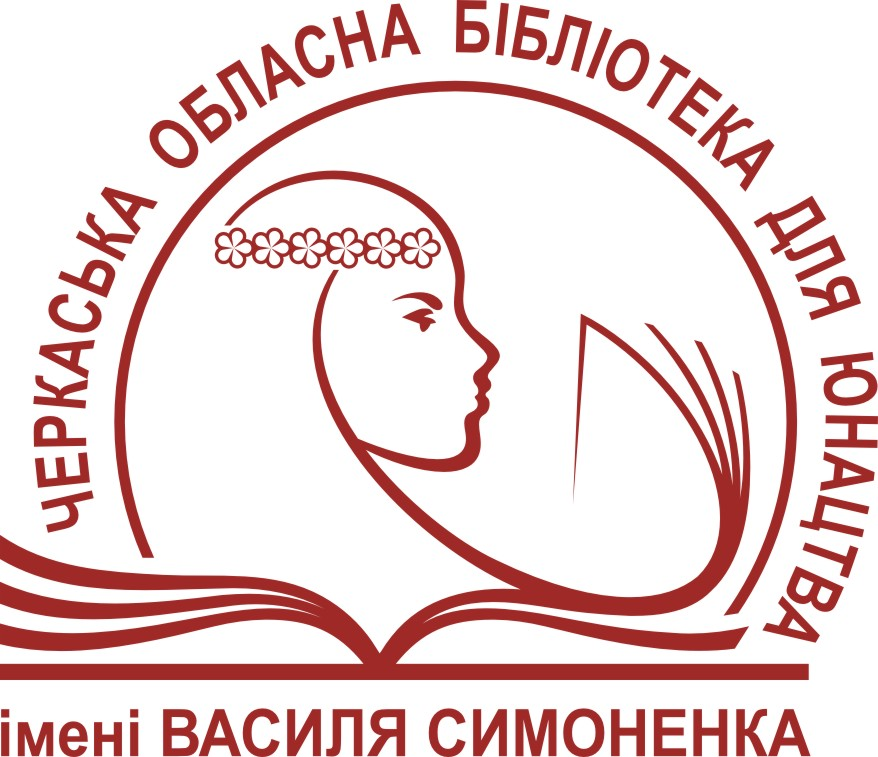 ЧЕРКАСЬКА ОБЛАСНА БІБЛІОТЕКА ДЛЯ ЮНАЦТВА
імені ВАСИЛЯ СИМОНЕНКА